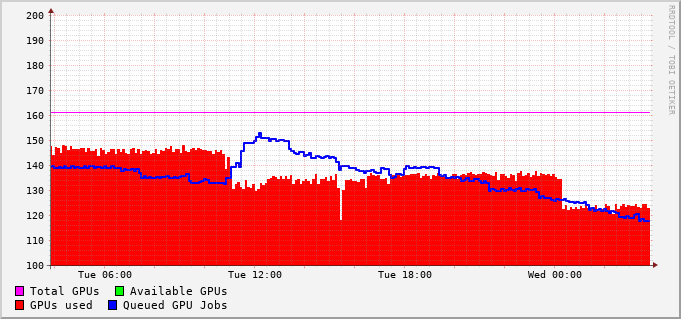 200
190
180
170
160
150
140
130
120
110
100
Tue 06:00 Tue 12:00 Tue 18:00 Wed 00:00
Total GPUs Available GPUs
GPUs used Queued GPU Jobs
RRDTOOL / TOBI OETIKER